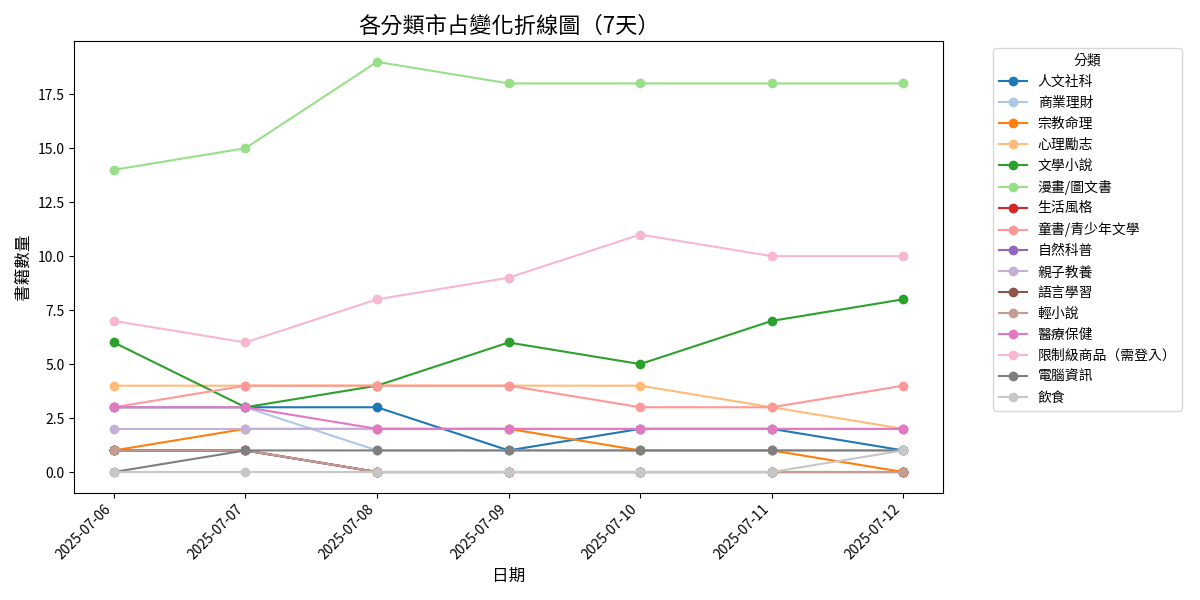 各分類市占變化折線圖（7天）
書籍數量
17.5
15.0
12.5
10.0
7.5
5.0
2.5
0.0
2025-07-06
2025-07-07
2025-07-08
2025-07-09
2025-07-10
2025-07-11
2025-07-12
日期
分類
人文社科
商業理財
宗教命理
心理勵志
文學小說
漫畫/圖文書
生活風格
童書/青少年文學
自然科普
親子教養
語言學習
輕小說
醫療保健
限制級商品（需登入）
電腦資訊
飲食